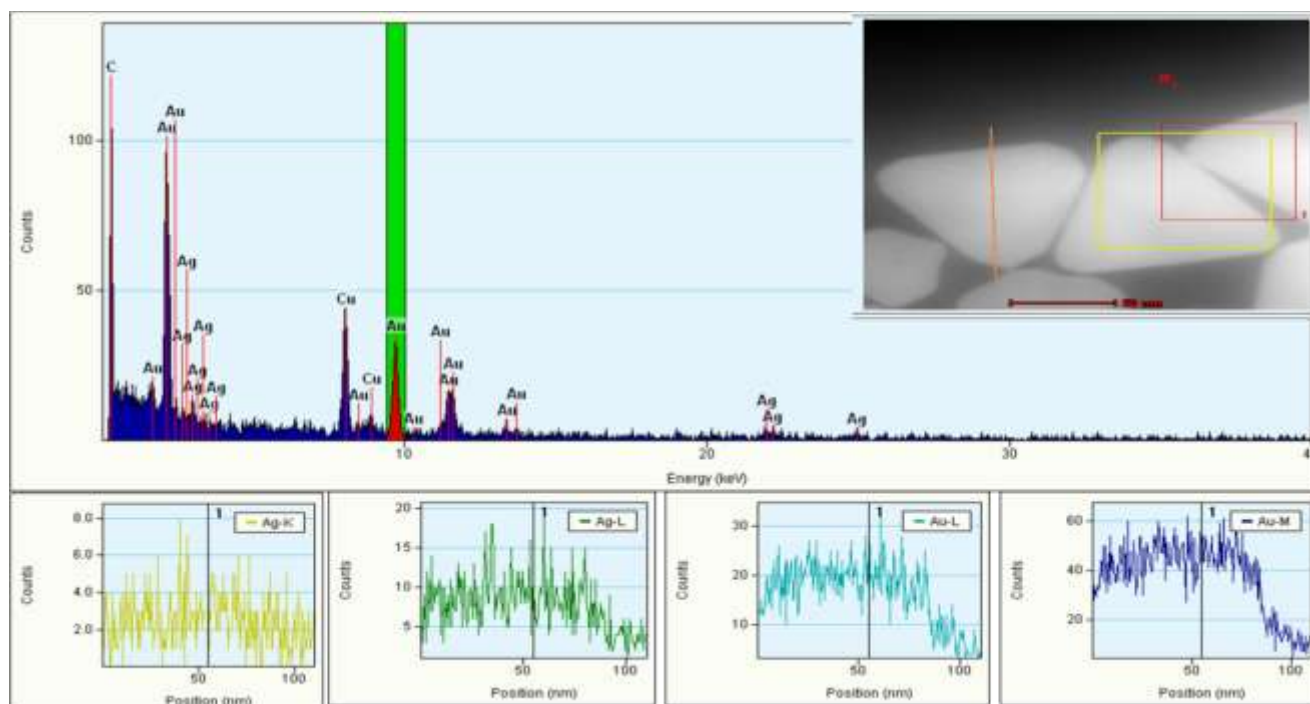 C
Au
Au
Au
Ag
Ag
Ag
Ag
Ag
Ag
Ag
Cu
Au
Cu
Au
Au
Au
Au
Au
Au
Au
Ag
Ag
Ag
100
50
Counts
10
20
30
4
Energy (keV)
1
Ag-K
8.0
6.0
4.0
2.0
Counts
50
100
Position (nm)
1
Ag-L
20
15
10
5
Counts
50
100
Position (nm)
1
Au-L
30
20
10
Counts
50
100
Position (nm)
1
Au-M
60
40
20
Counts
50
100
Position (nm)